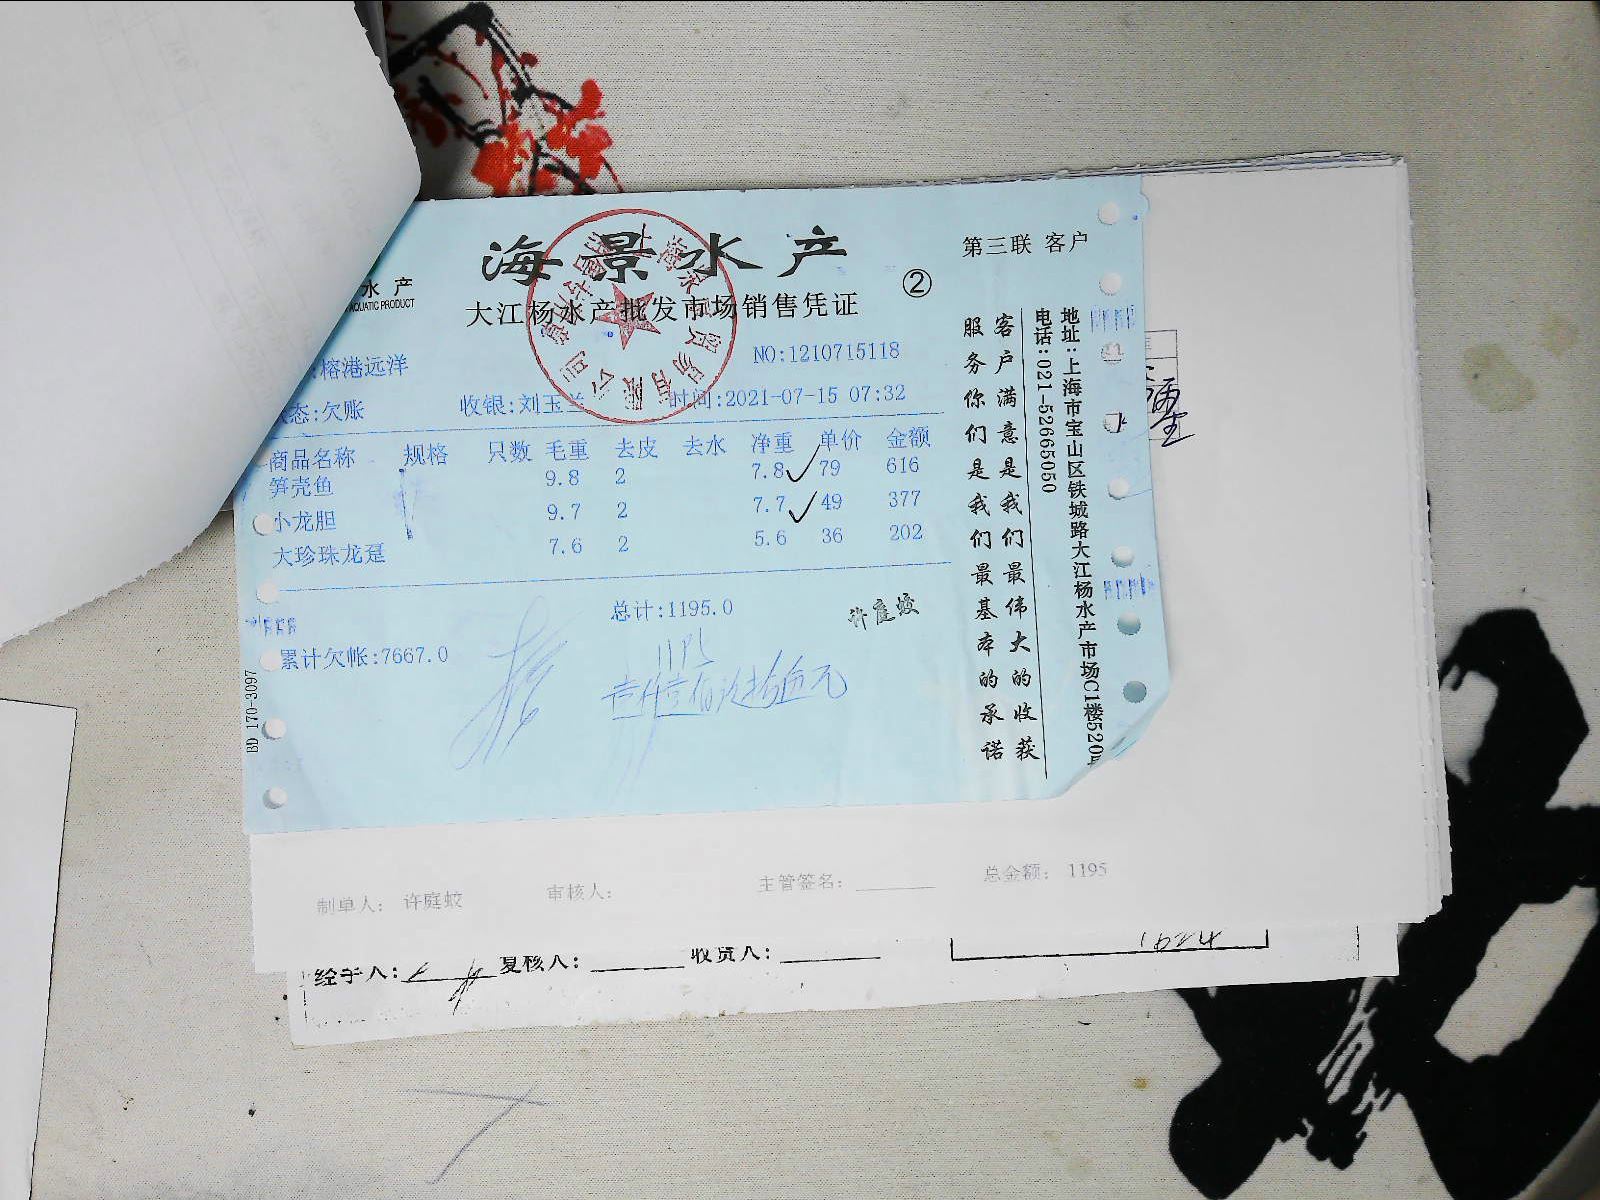 海景水产
水产
AQUATIC PRODUCT
大江杨水产批发市场销售凭证
②
第三联 客户
:榕港远洋
NO:1210715118
态:欠账
收银:刘玉兰
时间:2021-07-15 07:32
商品名称 规格 只数 毛重 去皮 去水 净重 单价 金额
笋壳鱼 9.8 2 7.8 79 616
小龙胆 9.7 2 7.7 49 377
大珍珠龙趸 7.6 2 5.6 36 202
总计:1195.0
许庭蛟
累计欠帐:7667.0
BD 170-3097
客户满意是我们最伟大的收获
服务你们是我们最基本的承诺
地址:上海市宝山区铁城路大江杨水产市场C1楼520
电话:021-52665050
制单人: 许庭蛟 审核人: 主管签名: 总金额: 1195
经手人: 复核人: 收货人: